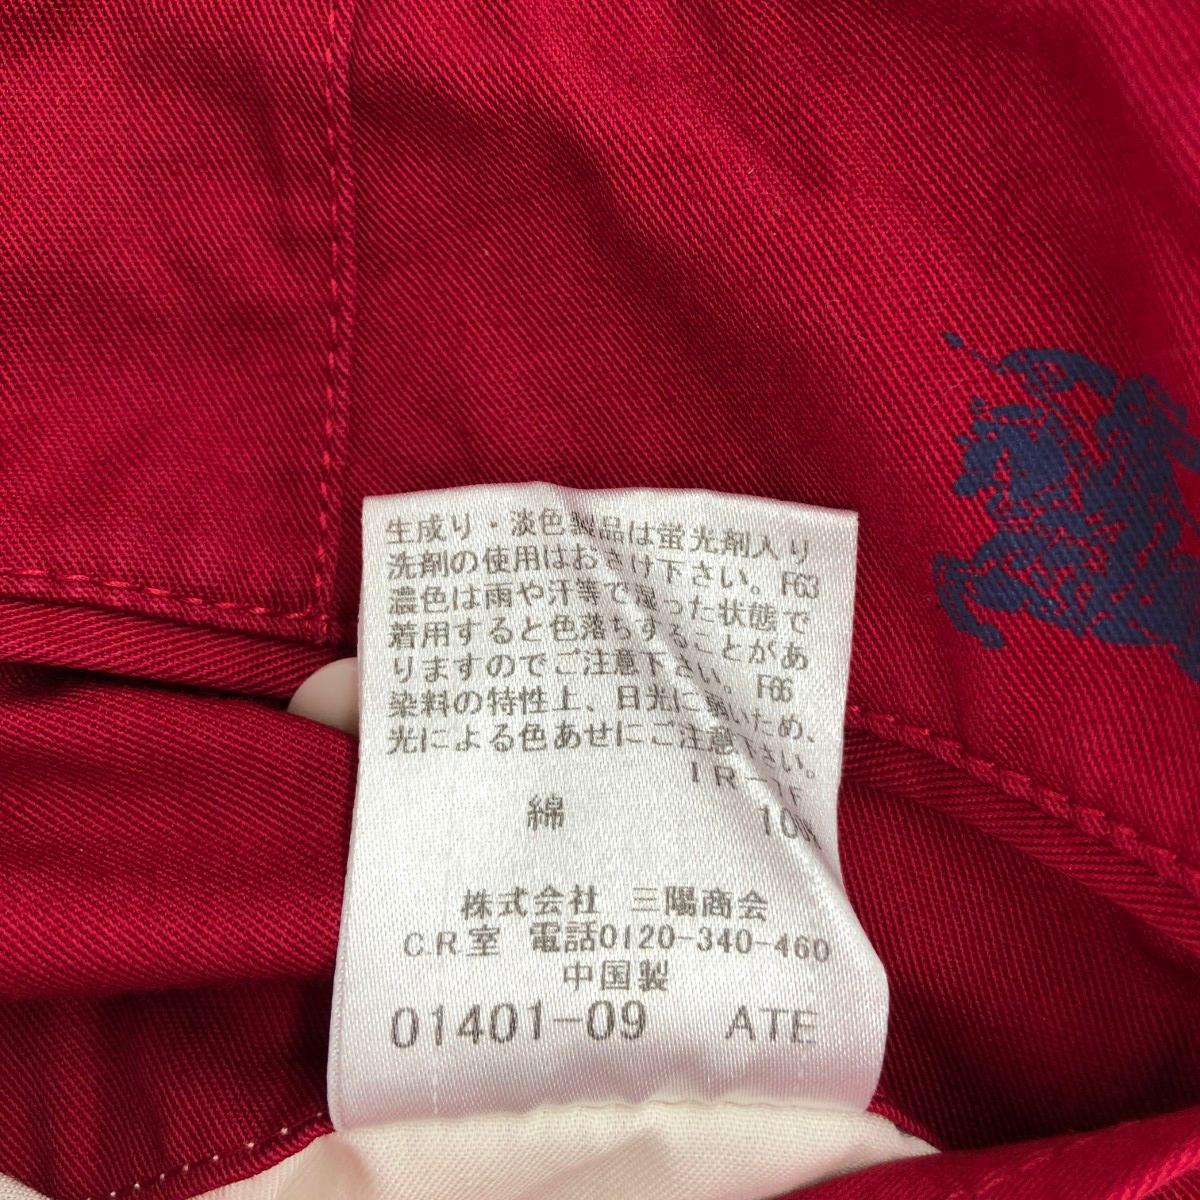 生成り・淡色製品は蛍光剤入り
洗剤の使用はおさけ下さい。F63
濃色は雨や汗等で湿った状態で
着用すると色落ちすることがあ
りますのでご注意下さい。F66
染料の特性上、日光に弱いため、
光による色あせにご注意下さい。
綿
株式会社 三陽商会
C.R室 電話0120-340-460
中国製
01401-09 ATE